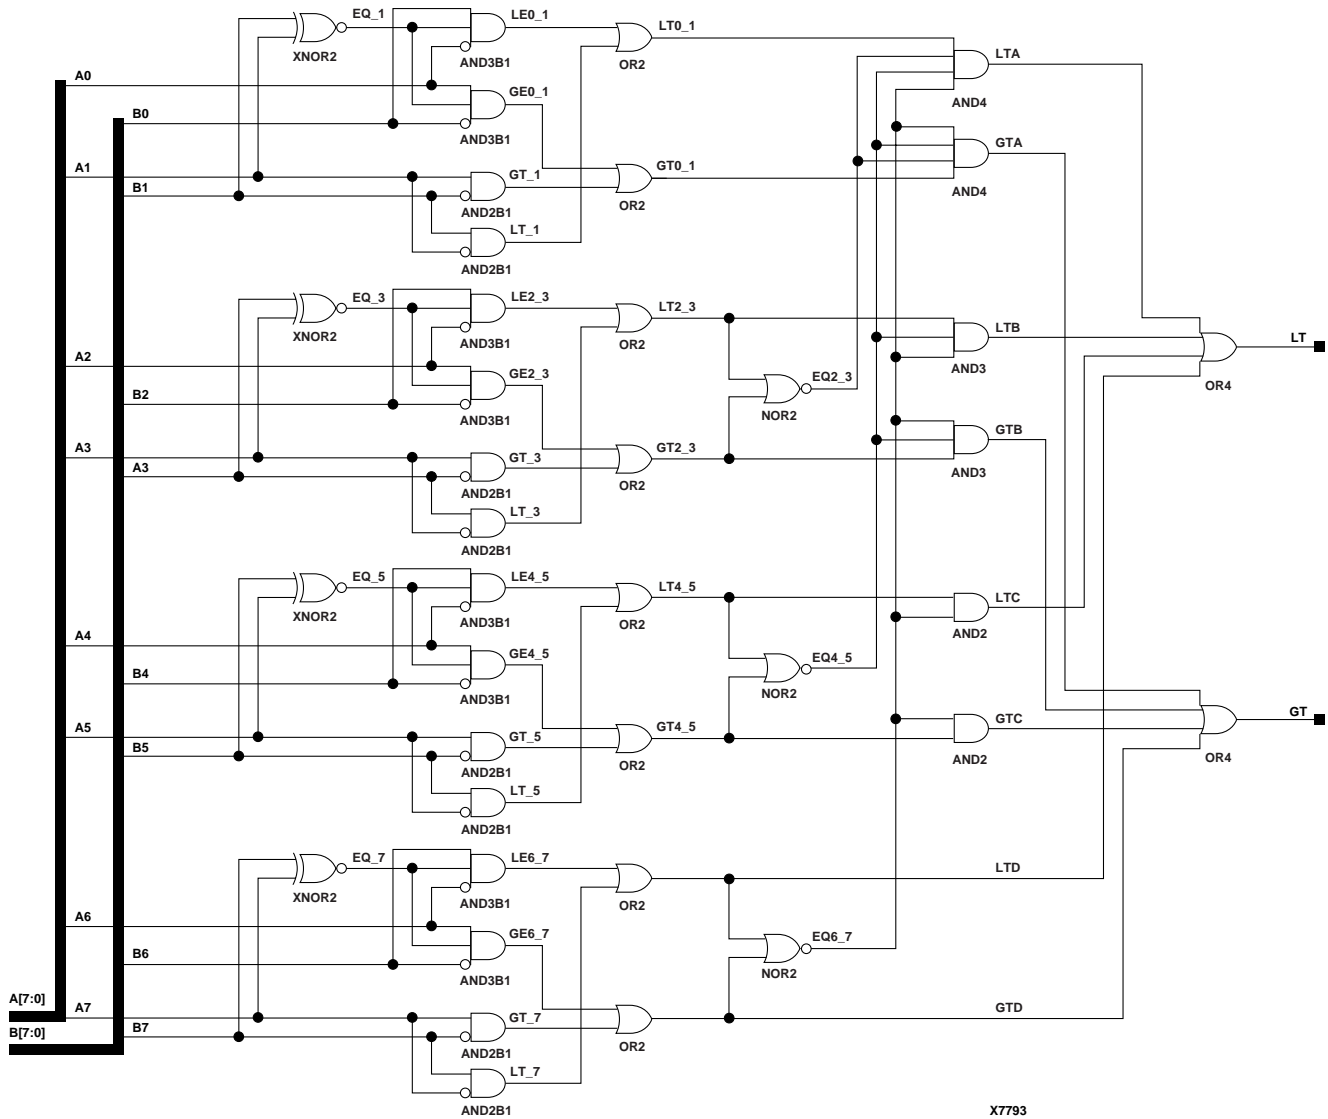 EQ_1
LE0_1
LT0_1
XNOR2
AND3B1
OR2
LTA
A0
GE0_1
AND4
B0
AND3B1
GTA
A1
GT_1
GT0_1
B1
AND2B1
OR2
AND4
LT_1
AND2B1
EQ_3
LE2_3
LT2_3
XNOR2
AND3B1
OR2
LTB
LT
A2
GE2_3
EQ2_3
AND3
B2
AND3B1
NOR2
OR4
A3
GT_3
GT2_3
GTB
A3
AND2B1
OR2
AND3
LT_3
AND2B1
EQ_5
LE4_5
LT4_5
XNOR2
AND3B1
OR2
LTC
A4
GE4_5
EQ4_5
AND2
B4
AND3B1
NOR2
A5
GT_5
GT4_5
GTC
GT
B5
AND2B1
OR2
AND2
OR4
LT_5
AND2B1
EQ_7
LE6_7
LTD
XNOR2
AND3B1
OR2
A6
GE6_7
EQ6_7
B6
AND3B1
NOR2
A[7:0]
A7
GT_7
GTD
B[7:0]
B7
AND2B1
OR2
LT_7
AND2B1
X7793